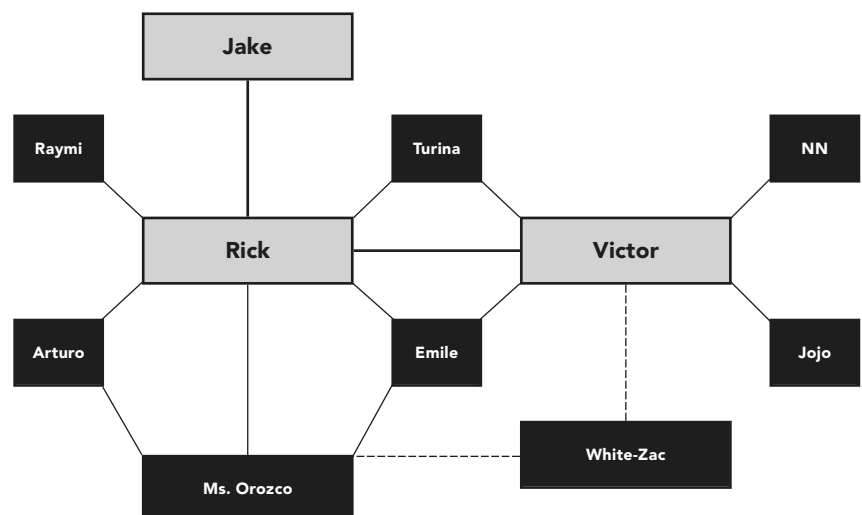 Jake
Raymi
Turina
NN
Rick
Victor
Arturo
Emile
Jojo
White-Zac
Ms. Orozco